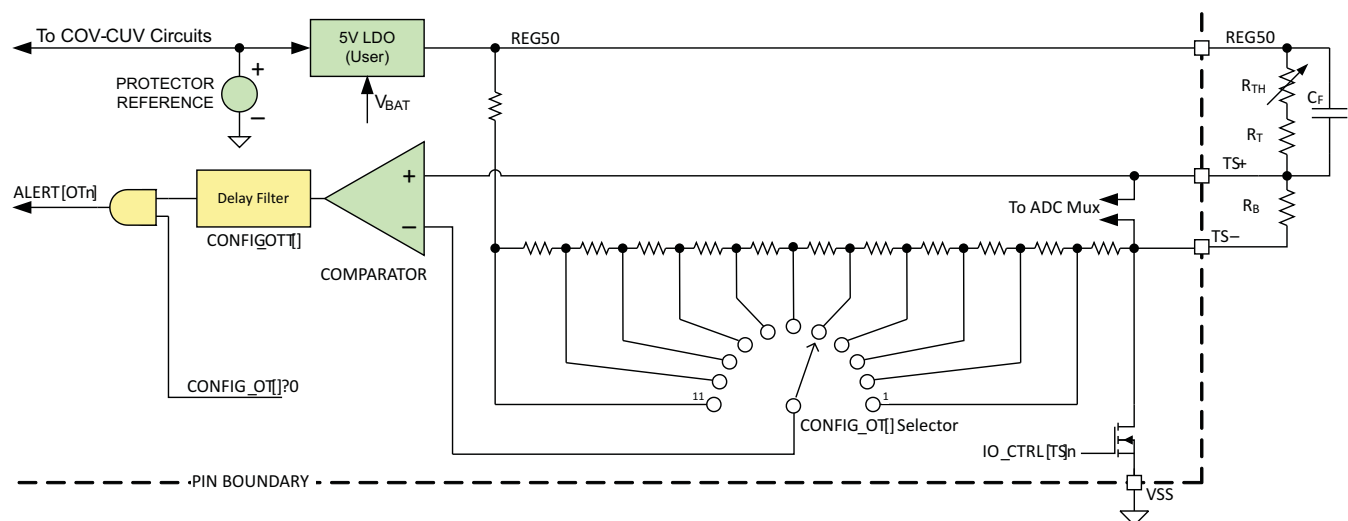 To COV-CUV Circuits
5V LDO
(User)
REG50
REG50
PROTECTOR
REFERENCE
+
−
VBAT
RTH
CF
RT
TS+
ALERT[OTn]
Delay Filter
CONFIG_OTT[]
+
−
COMPARATOR
To ADC Mux
RB
TS−
CONFIG_OT[]?0
11
1
CONFIG_OT[] Selector
IO_CTRL[TS]n
PIN BOUNDARY
VSS